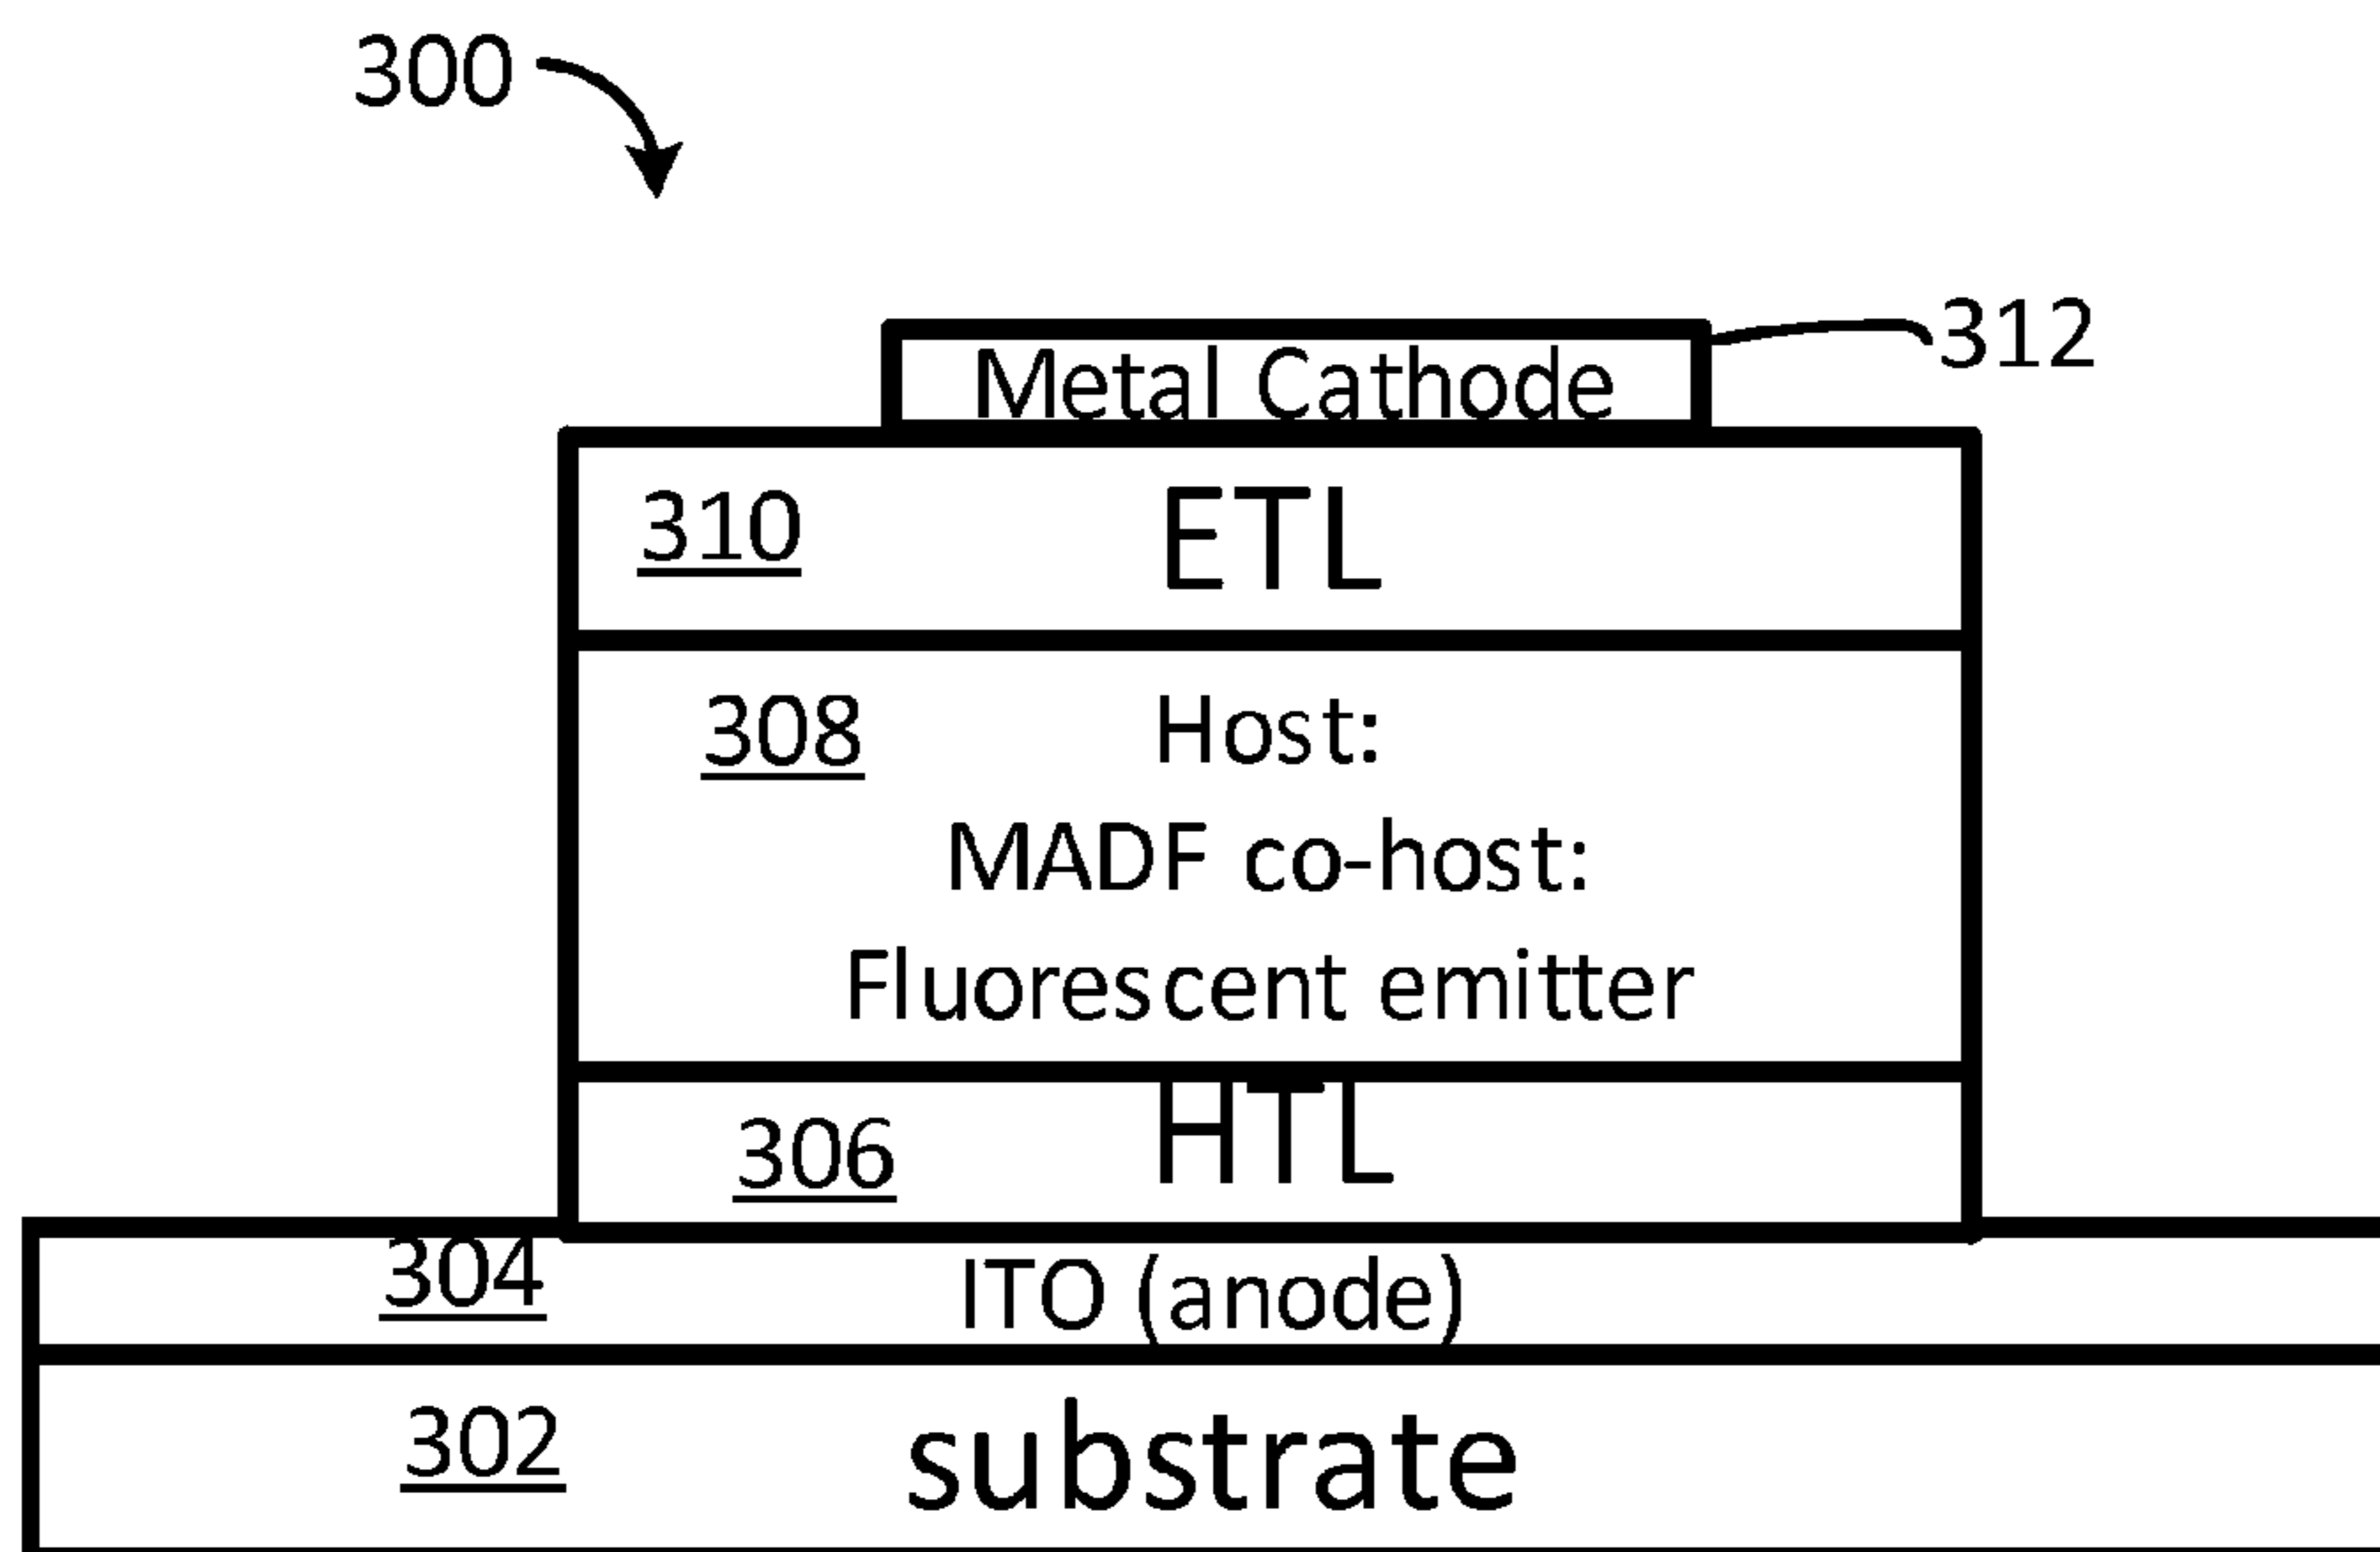 300
312
Metal Cathode
310 ETL
308 Host:
MADF co-host:
Fluorescent emitter
306 HTL
304 ITO (anode)
302 substrate